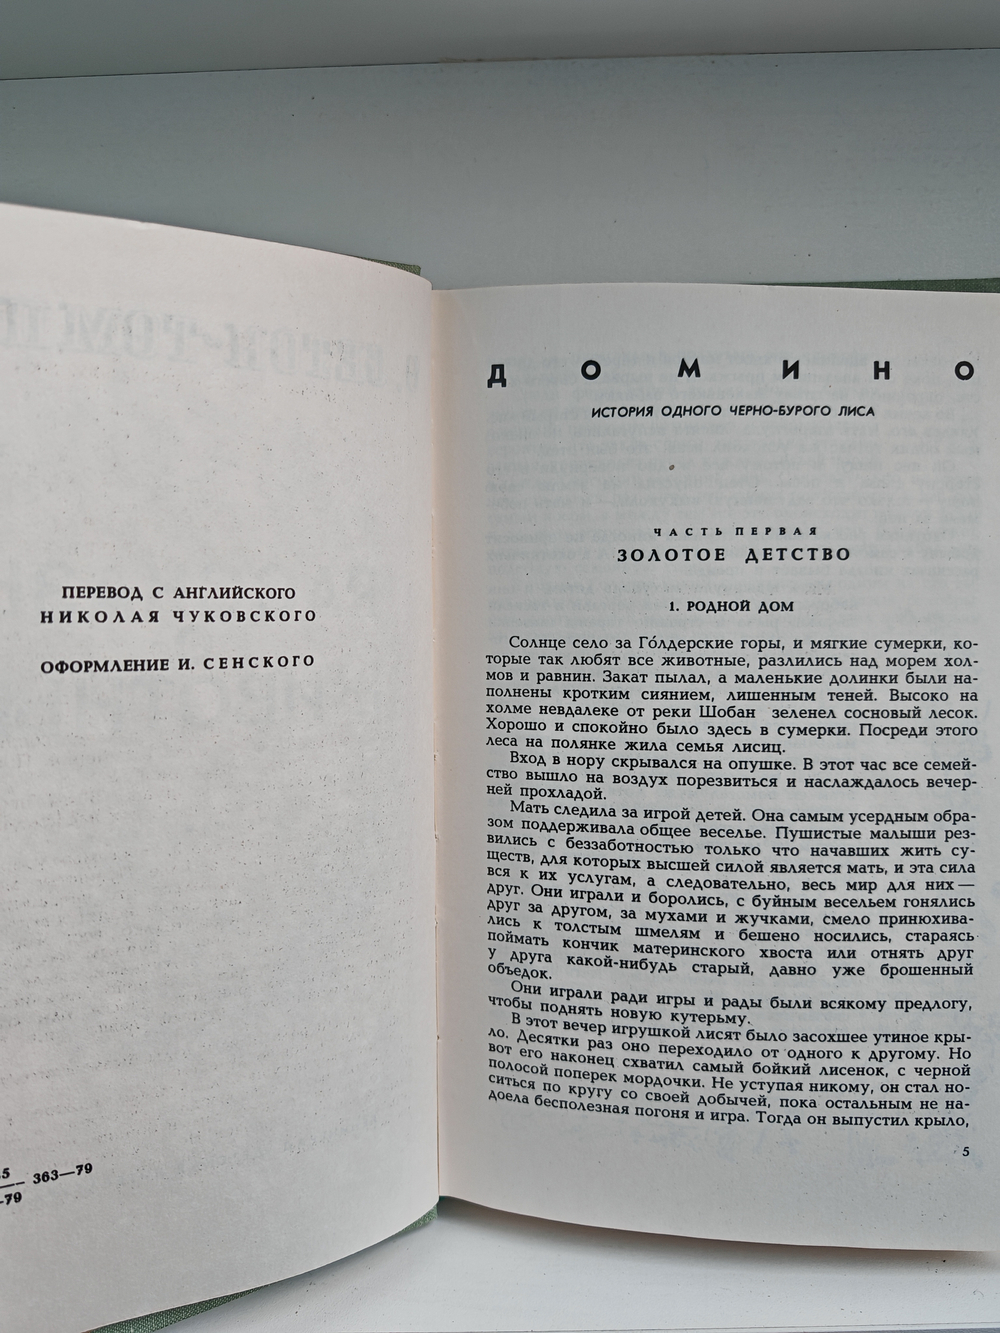 ПЕРЕВОД С АНГЛИЙСКОГО
НИКОЛАЯ ЧУКОВСКОГО
ОФОРМЛЕНИЕ И. СЕНСКОГО
363—79
ДОМИНО
ИСТОРИЯ ОДНОГО ЧЕРНО-БУРОГО ЛИСА
ЧАСТЬ ПЕРВАЯ
ЗОЛОТОЕ ДЕТСТВО
1. РОДНОЙ ДОМ
Солнце село за Го́лдерские горы, и мягкие сумерки, ко-
торые так любят все животные, разлились над морем хол-
мов и равнин. Закат пылал, а маленькие долинки были на-
полнены кротким сиянием, лишенным теней. Высоко на
холме невдалеке от реки Шобан зеленел сосновый лесок.
Хорошо и спокойно было здесь в сумерки. Посреди этого
леса на полянке жила семья лисиц.
Вход в нору скрывался на опушке. В этот час все семей-
ство вышло на воздух порезвиться и наслаждалось вечер-
ней прохладой.
Мать следила за игрой детей. Она самым усердным обра-
зом поддерживала общее веселье. Пушистые малыши рез-
вились с беззаботностью только что начавших жить су-
ществ, для которых высшей силой является мать, и эта сила
вся к их услугам, а следовательно, весь мир для них —
друг. Они играли и боролись, с буйным весельем гонялись
друг за другом, за мухами и жучками, смело принюхива-
лись к толстым шмелям и бешено носились, стараясь
поймать кончик материнского хвоста или отнять друг
у друга какой-нибудь старый, давно уже брошенный
объедок.
Они играли ради игры и рады были всякому предлогу,
чтобы поднять новую кутерьму.
В этот вечер игрушкой лисят было засохшее утиное кры-
ло. Десятки раз оно переходило от одного к другому. Но
вот его наконец схватил самый бойкий лисенок, с черной
полосой поперек мордочки. Не уступая никому, он стал но-
ситься по кругу со своей добычей, пока остальным не на-
доела бесполезная погоня и игра. Тогда он выпустил крыло,
5